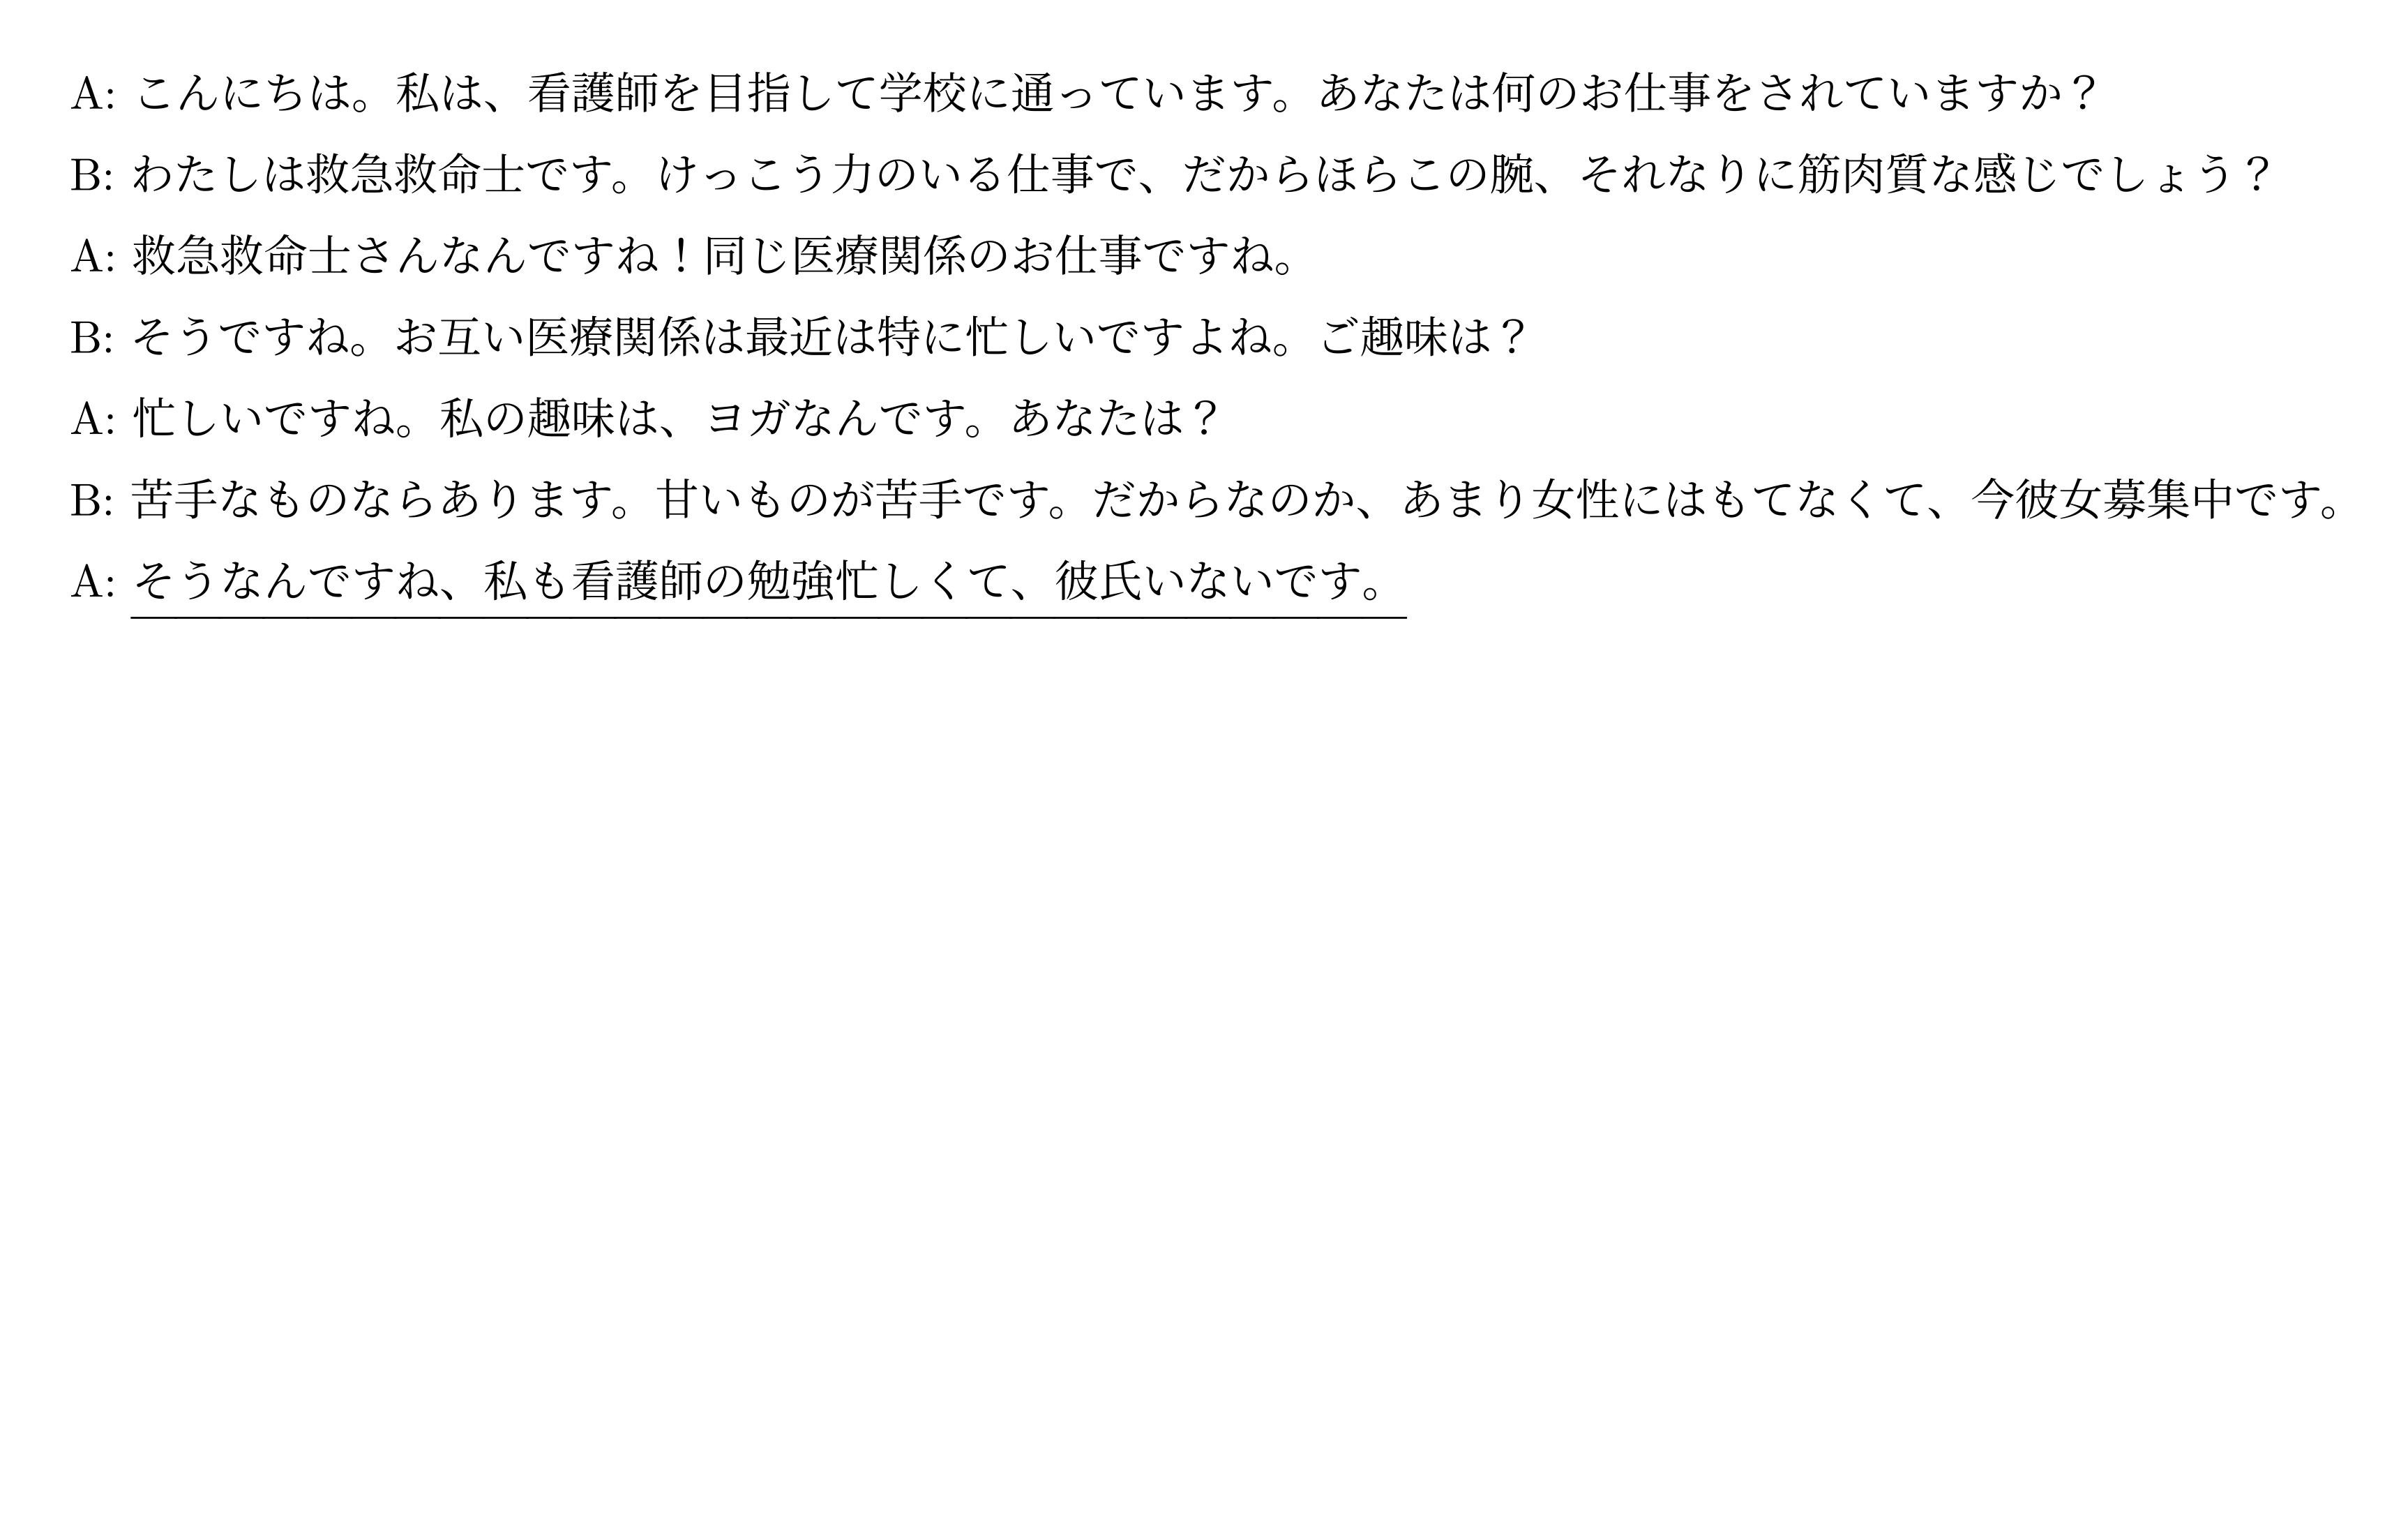 A: こんにちは。私は、看護師を目指して学校に通っています。あなたは何のお仕事をされていますか？
B: わたしは救急救命士です。けっこう力のいる仕事で、だからほらこの腕、それなりに筋肉質な感じでしょう？
A: 救急救命士さんなんですね！同じ医療関係のお仕事ですね。
B: そうですね。お互い医療関係は最近は特に忙しいですよね。ご趣味は？
A: 忙しいですね。私の趣味は、ヨガなんです。あなたは？
B: 苦手なものならあります。甘いものが苦手です。だからなのか、あまり女性にはもてなくて、今彼女募集中です。
A: そうなんですね、私も看護師の勉強忙しくて、彼氏いないです。